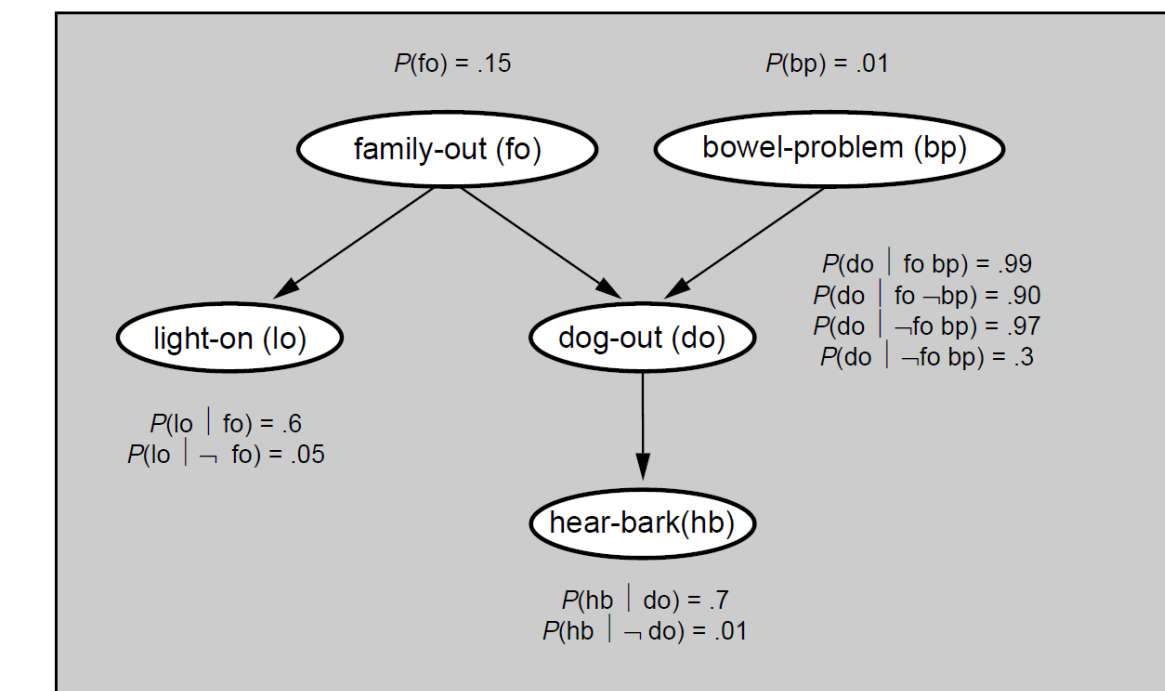 P(fo) = .15
P(bp) = .01
family-out (fo)
bowel-problem (bp)
P(do | fo bp) = .99
P(do | fo ¬bp) = .90
P(do | ¬fo bp) = .97
P(do | ¬fo bp) = .3
light-on (lo)
dog-out (do)
P(lo | fo) = .6
P(lo | ¬ fo) = .05
hear-bark(hb)
P(hb | do) = .7
P(hb | ¬ do) = .01